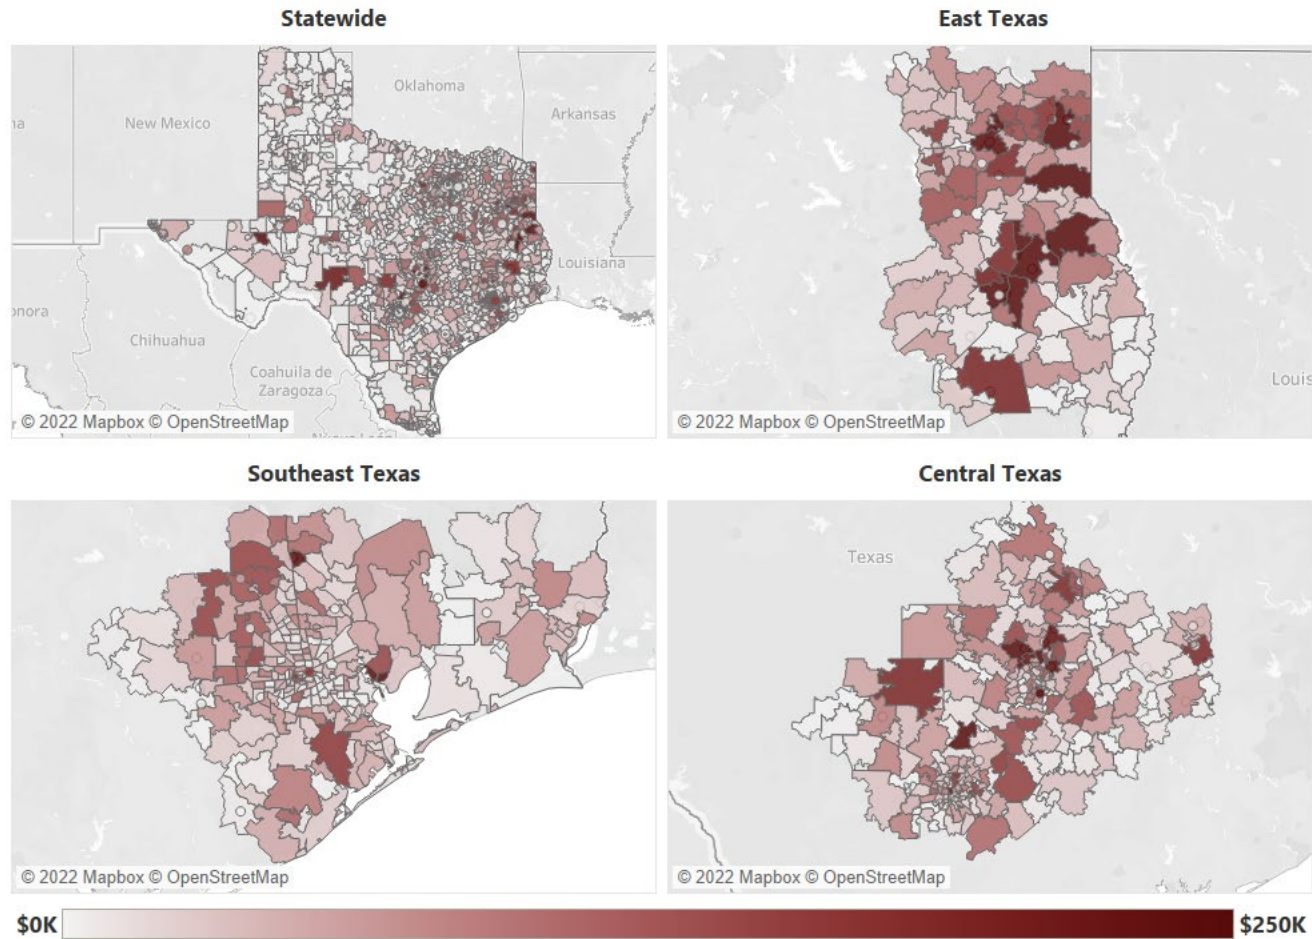 Statewide
East Texas
Oklahoma
Arkansas
New Mexico
Louisiana
Chihuahua
Coahuila de
Zaragoza
Louis
© 2022 Mapbox © OpenStreetMap
© 2022 Mapbox © OpenStreetMap
Southeast Texas
Central Texas
Texas
© 2022 Mapbox © OpenStreetMap
© 2022 Mapbox © OpenStreetMap
$0K
$250K